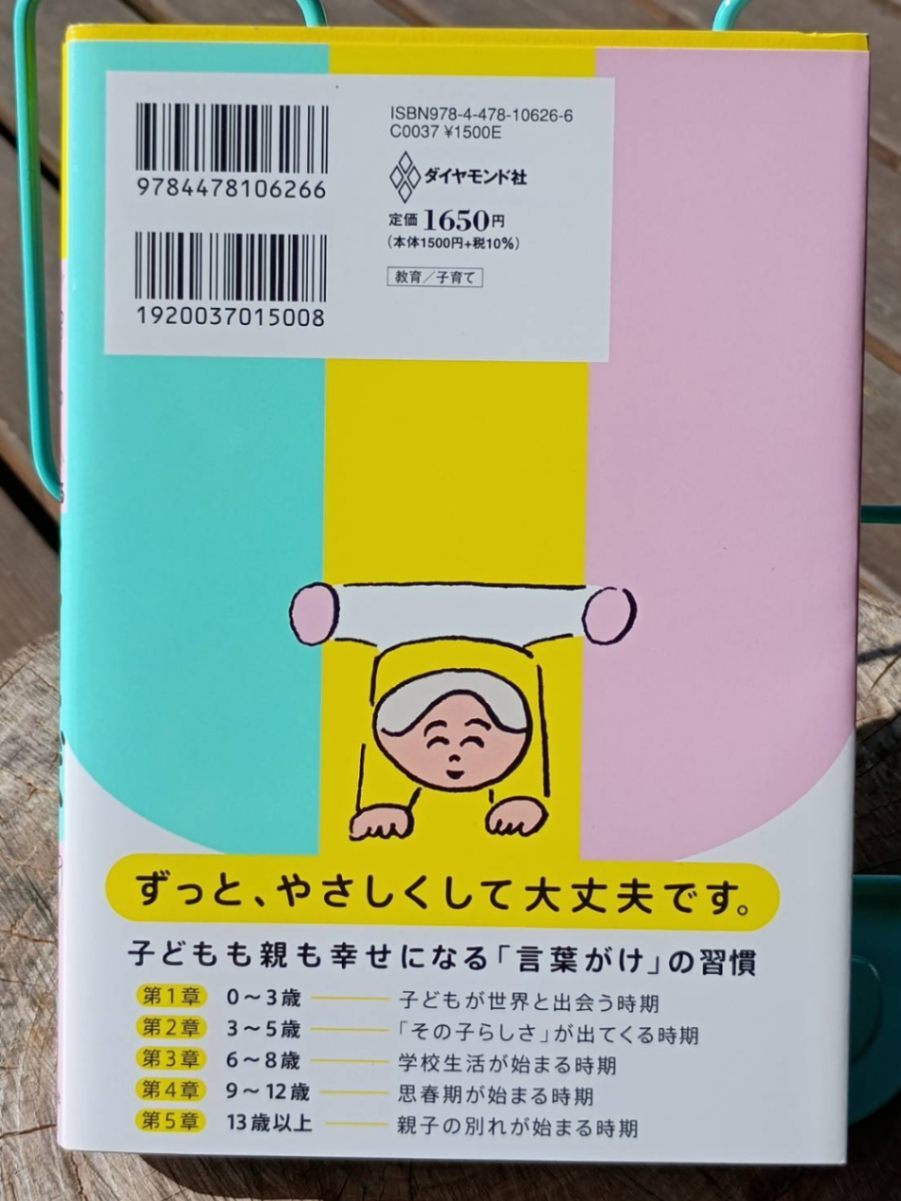 9784478106266
1920037015008
ISBN978-4-478-10626-6
C0037 ¥1500E
ダイヤモンド社
定価1650円
（本体1500円+税10%）
教育／子育て
ずっと、やさしくして大丈夫です。
子どもも親も幸せになる「言葉がけ」の習慣
第1章 0～3歳 子どもが世界と出会う時期
第2章 3～5歳 「その子らしさ」が出てくる時期
第3章 6～8歳 学校生活が始まる時期
第4章 9～12歳 思春期が始まる時期
第5章 13歳以上 親子の別れが始まる時期